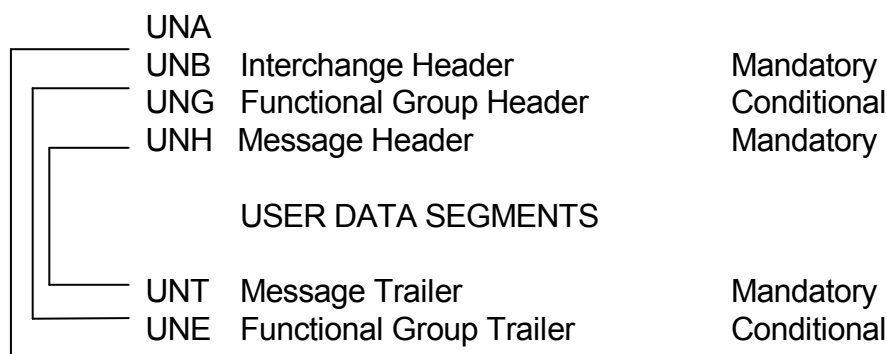 UNA
UNB Interchange Header Mandatory
UNG Functional Group Header Conditional
UNH Message Header Mandatory
USER DATA SEGMENTS
UNT Message Trailer Mandatory
UNE Functional Group Trailer Conditional